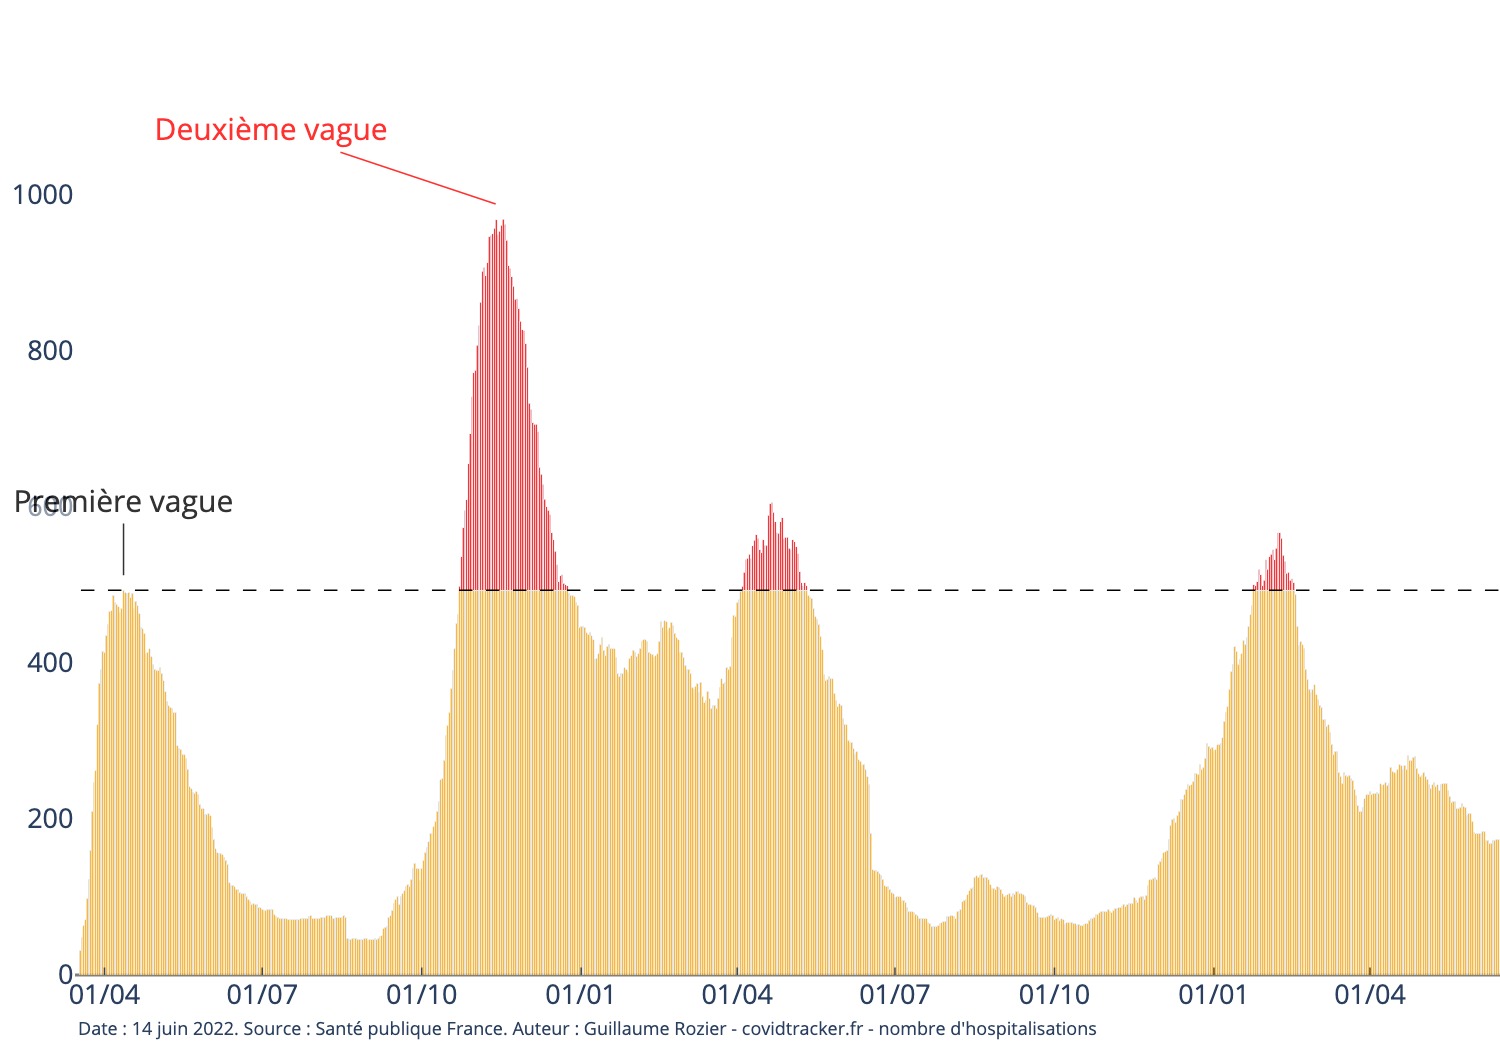 Deuxième vague
1000
800
Première vague
600
400
200
0
01/04 01/07 01/10 01/01 01/04 01/07 01/10 01/01 01/04
Date : 14 juin 2022. Source : Santé publique France. Auteur : Guillaume Rozier - covidtracker.fr - nombre d'hospitalisations